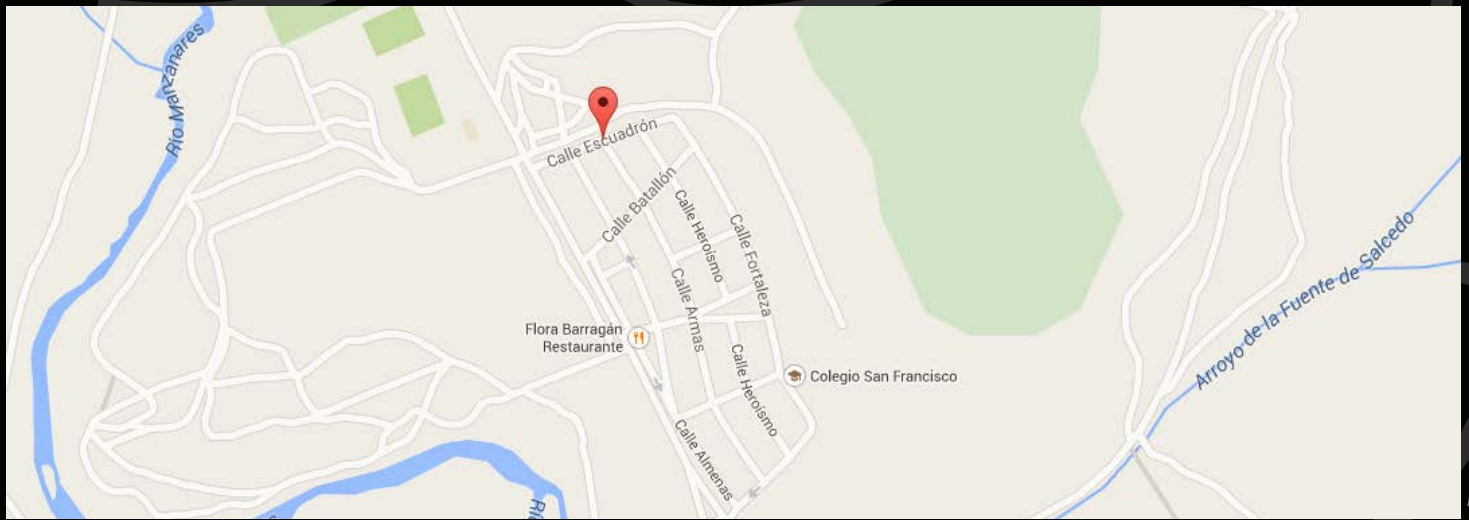 Río Manzanares
Calle Escuadrón
Calle Batallón
Calle Heroísmo
Calle Fortaleza
Arroyo de la Fuente de Salcedo
Calle Armas
Flora Barragán
Restaurante
Calle Heroísmo
Colegio San Francisco
Calle Almenas